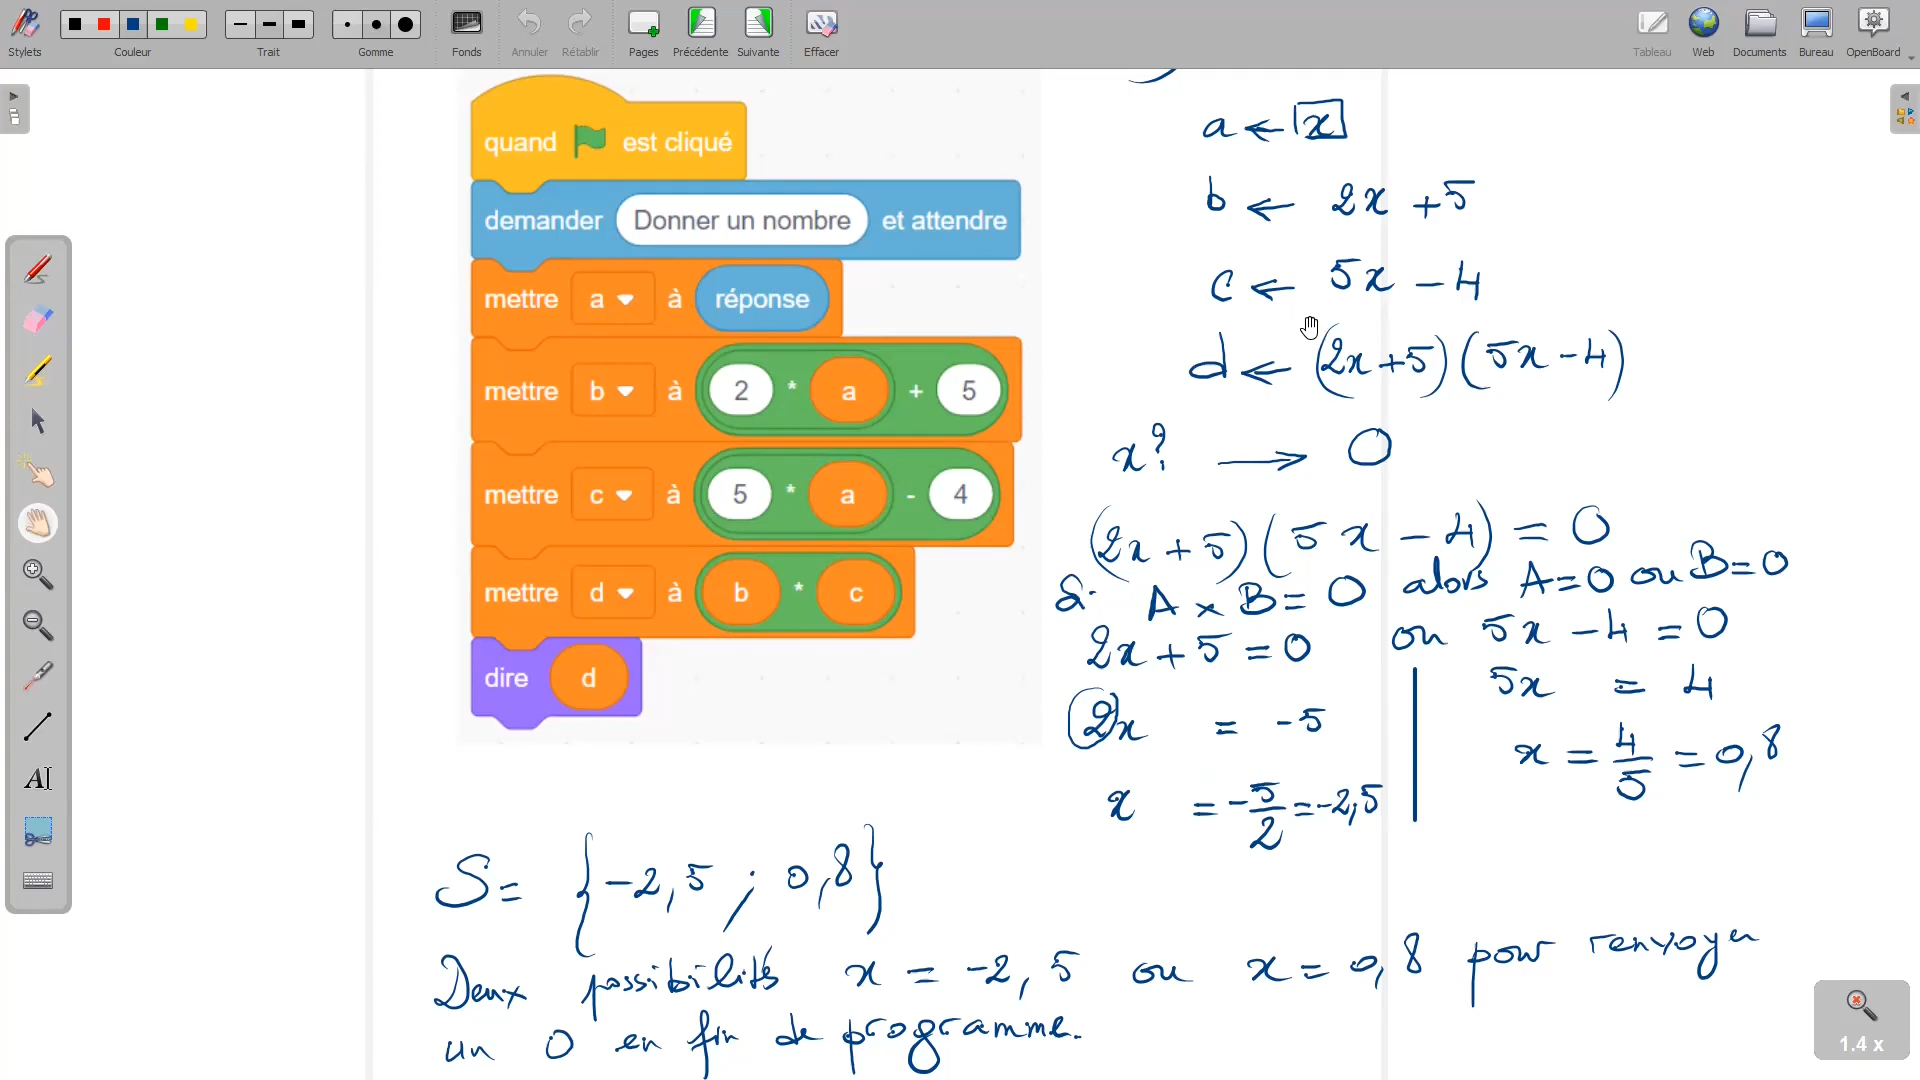 Stylets Couleur Trait Gomme Fonds Annuler Rétablir Pages Précédente Suivante Effacer Tableau Web Documents Bureau OpenBoard
quand est cliqué
demander Donner un nombre et attendre
mettre a à réponse
mettre b à 2 * a + 5
mettre c à 5 * a - 4
mettre d à b * c
dire d
a ← x
b ← 2x + 5
c ← 5x - 4
d ← (2x+5)(5x-4)
x? → 0
(2x + 5)(5x - 4) = 0
Si A × B = 0 alors A=0 ou B=0
2x + 5 = 0 ou 5x - 4 = 0
2x = -5
x = -5/2 = -2,5
5x = 4
x = 4/5 = 0,8
S = {-2,5 ; 0,8}
Deux possibilités x = -2,5 ou x = 0,8 pour renvoyer
un 0 en fin de programme.
AI
1.4 x